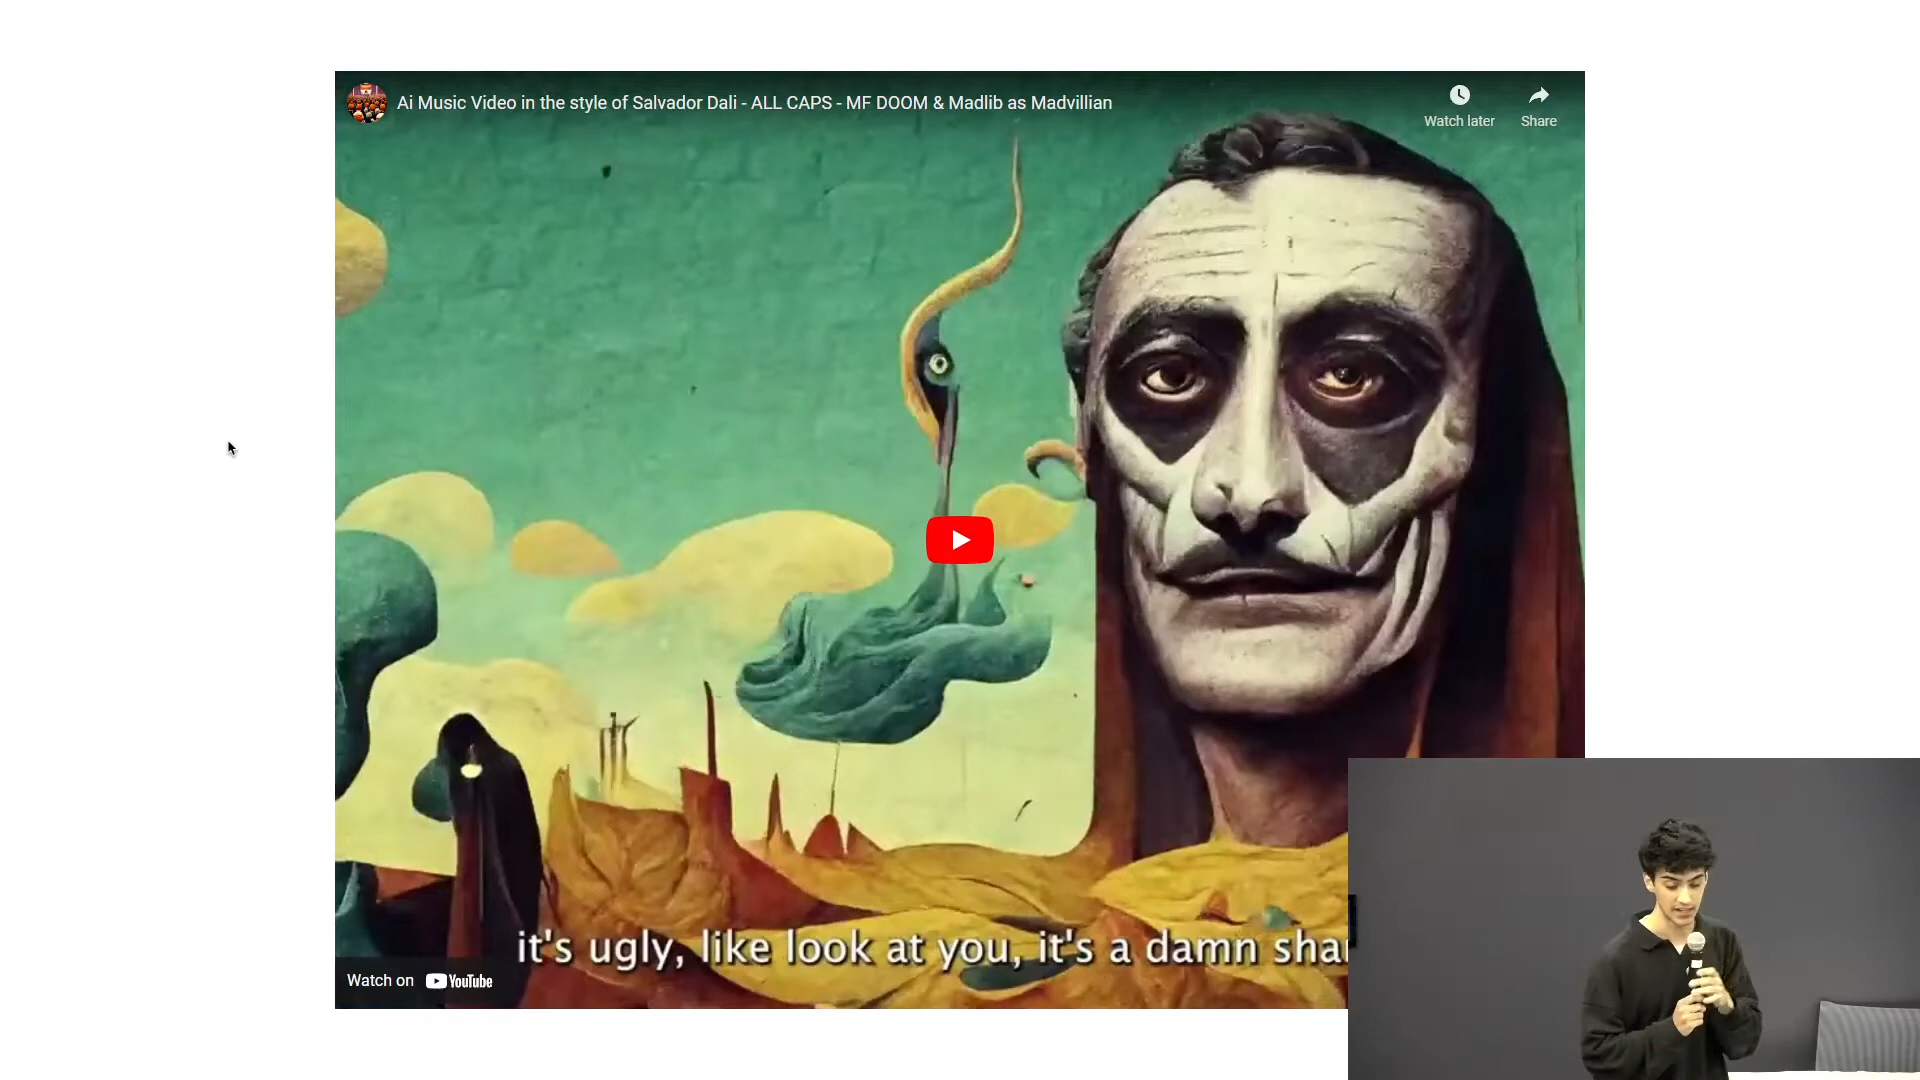 Ai Music Video in the style of Salvador Dali - ALL CAPS - MF DOOM & Madlib as Madvillian
Watch later
Share
it's ugly, like look at you, it's a damn
Watch on YouTube